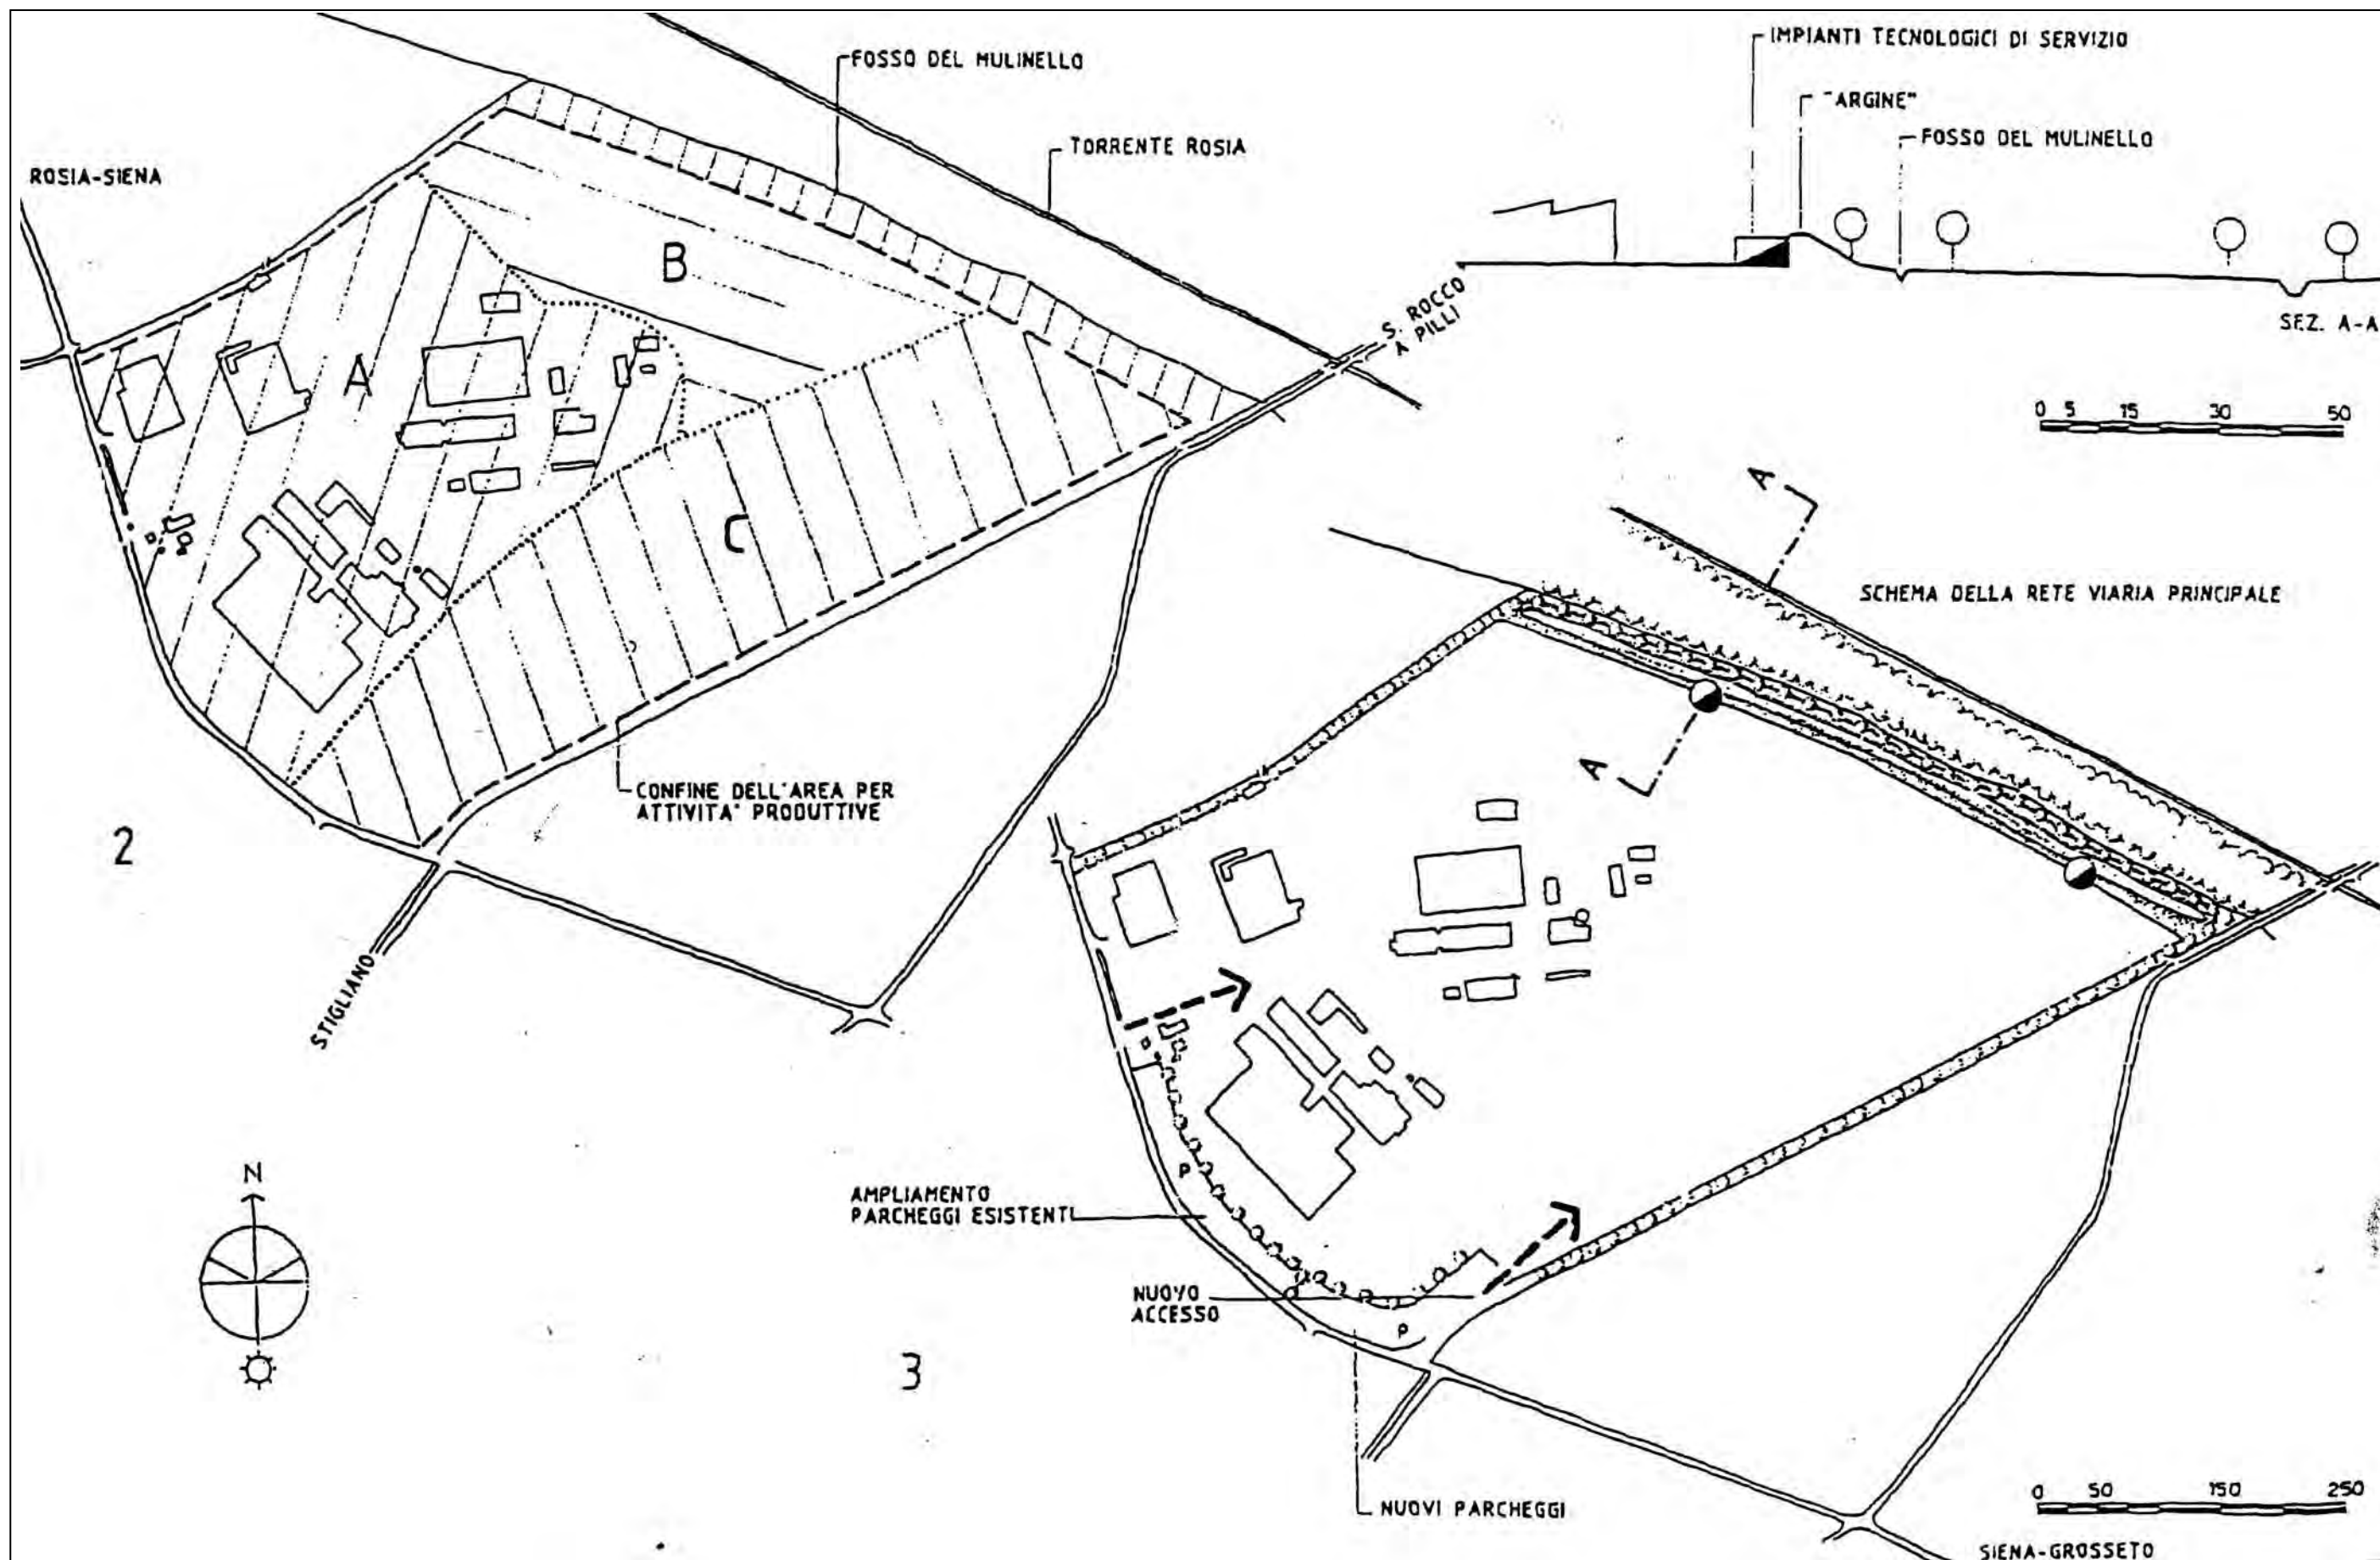 FOSSO DEL MULINELLO
TORRENTE ROSIA
ROSIA-SIENA
A
B
C
S. ROCCO
A PILLI
CONFINE DELL'AREA PER
ATTIVITA' PRODUTTIVE
2
STIGLIANO
N
IMPIANTI TECNOLOGICI DI SERVIZIO
"ARGINE"
FOSSO DEL MULINELLO
SEZ. A-A
0 5 15 30 50
A
SCHEMA DELLA RETE VIARIA PRINCIPALE
A
P
AMPLIAMENTO
PARCHEGGI ESISTENTI
NUOVO
ACCESSO
P
3
NUOVI PARCHEGGI
0 50 150 250
SIENA-GROSSETO